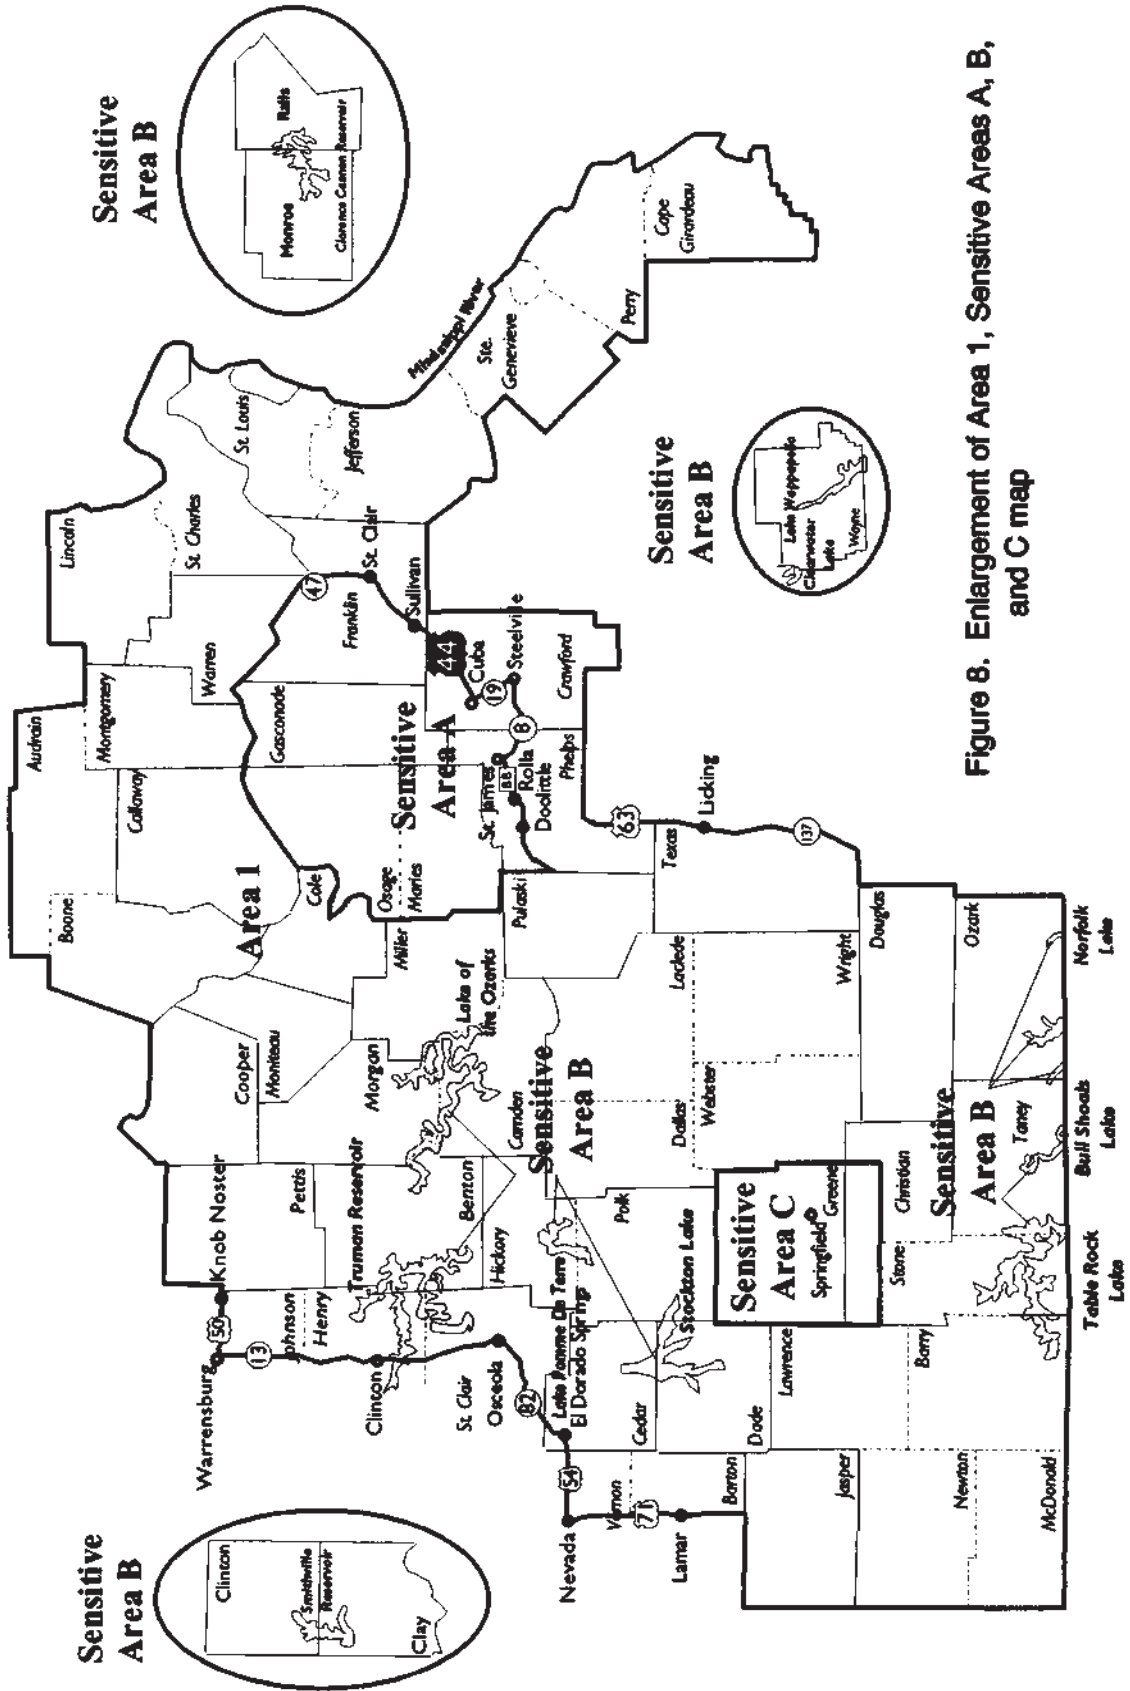 Sensitive
Area B
Clinton
Smithville
Reservoir
Clay
Sensitive
Area B
Monroe
Ralls
Clarence Cannon Reservoir
Sensitive
Area B
Lake Wappapello
Clearwater
Lake
Wayne
Warrensburg
50
Knob Noster
13
Johnson
Henry
Pettis
Clinton
Truman Reservoir
St. Clair
Osceola
Benton
Hickory
82
Lake Pomme De Terre
El Dorado Springs
54
Nevada
Vernon
71
Lamar
Cedar
Stockton Lake
Polk
Barton
Dade
Sensitive
Area C
Springfield
Greene
Jasper
Lawrence
Newton
Barry
Stone
Christian
McDonald
Table Rock
Lake
Sensitive
Area B
Taney
Bull Shoals
Lake
Ozark
Norfolk
Lake
Cooper
Moniteau
Morgan
Lake of
the Ozarks
Camden
Sensitive
Area B
Dallas
Webster
Laclede
Wright
Douglas
Texas
Licking
137
63
Boone
Audrain
Callaway
Area 1
Cole
Osage
Maries
Miller
Pulaski
Montgomery
Warren
Gasconade
Sensitive
Area A
St. James
BB
Rolla
Doolittle
Phelps
8
19
Cuba
Steelville
Crawford
44
Sullivan
Franklin
47
St. Clair
Lincoln
St. Charles
St. Louis
Jefferson
Mississippi River
Ste.
Genevieve
Perry
Cape
Girardeau
Figure 8. Enlargement of Area 1, Sensitive Areas A, B,
and C map